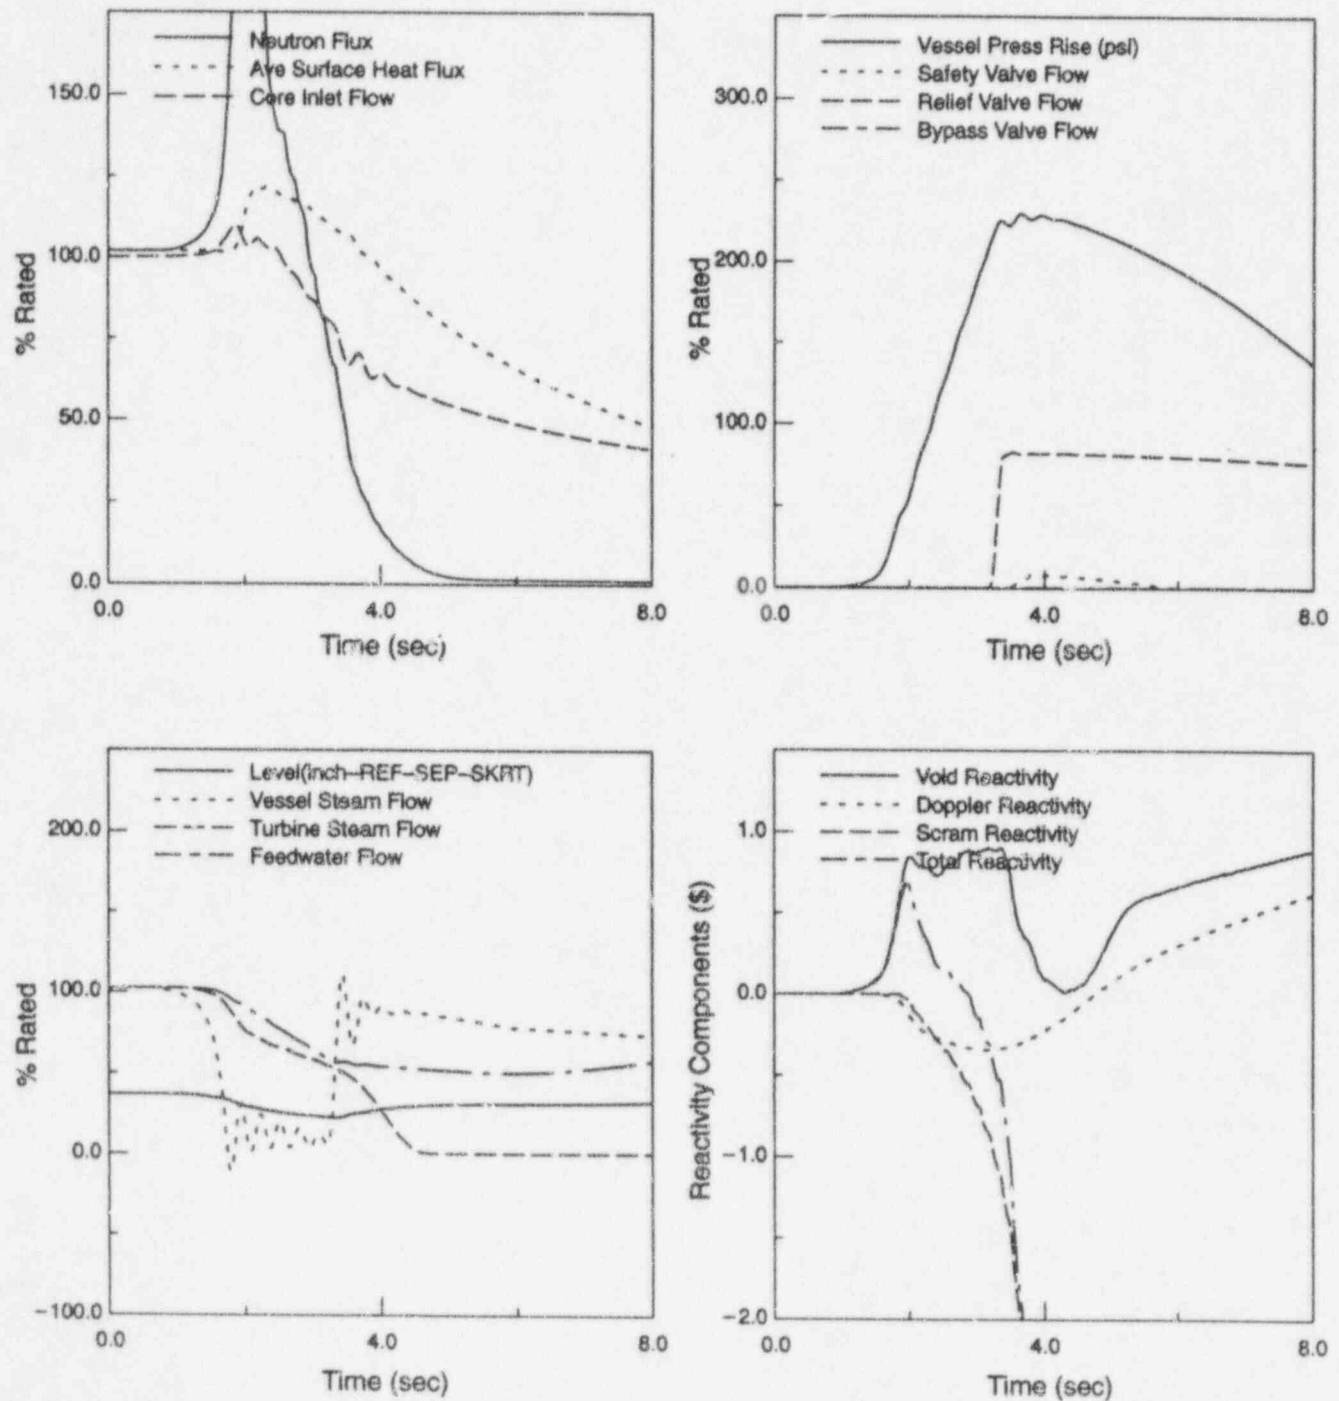 Neutron Flux
Ave Surface Heat Flux
Core Inlet Flow
150.0
100.0
50.0
0.0
% Rated
0.0 4.0 8.0
Time (sec)
Vessel Press Rise (psi)
Safety Valve Flow
Relief Valve Flow
Bypass Valve Flow
300.0
200.0
100.0
0.0
% Rated
0.0 4.0 8.0
Time (sec)
Level(inch-REF-SEP-SKRT)
Vessel Steam Flow
Turbine Steam Flow
Feedwater Flow
200.0
100.0
0.0
-100.0
% Rated
0.0 4.0 8.0
Time (sec)
Void Reactivity
Doppler Reactivity
Scram Reactivity
Total Reactivity
1.0
0.0
-1.0
-2.0
Reactivity Components ($)
0.0 4.0 8.0
Time (sec)